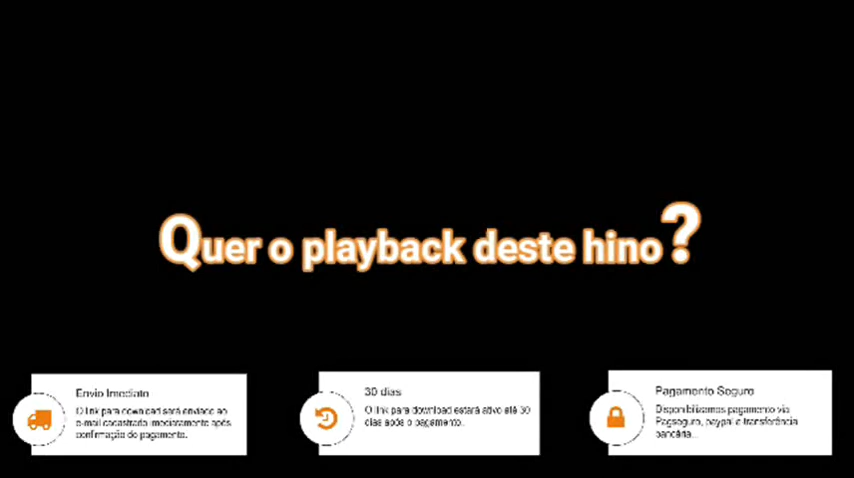 Quer o playback deste hino?
Envio Imediato
O link para download será enviado ao
e-mail cadastrado imediatamente após
confirmação do pagamento.
30 dias
O link para download estará ativo até 30
dias após o pagamento.
Pagamento Seguro
Disponibilizamos pagamento via
Pagseguro, paypal e transferência
bancária.